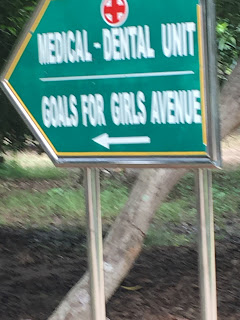 MEDICAL - DENTAL UNIT
GOALS FOR GIRLS AVENUE